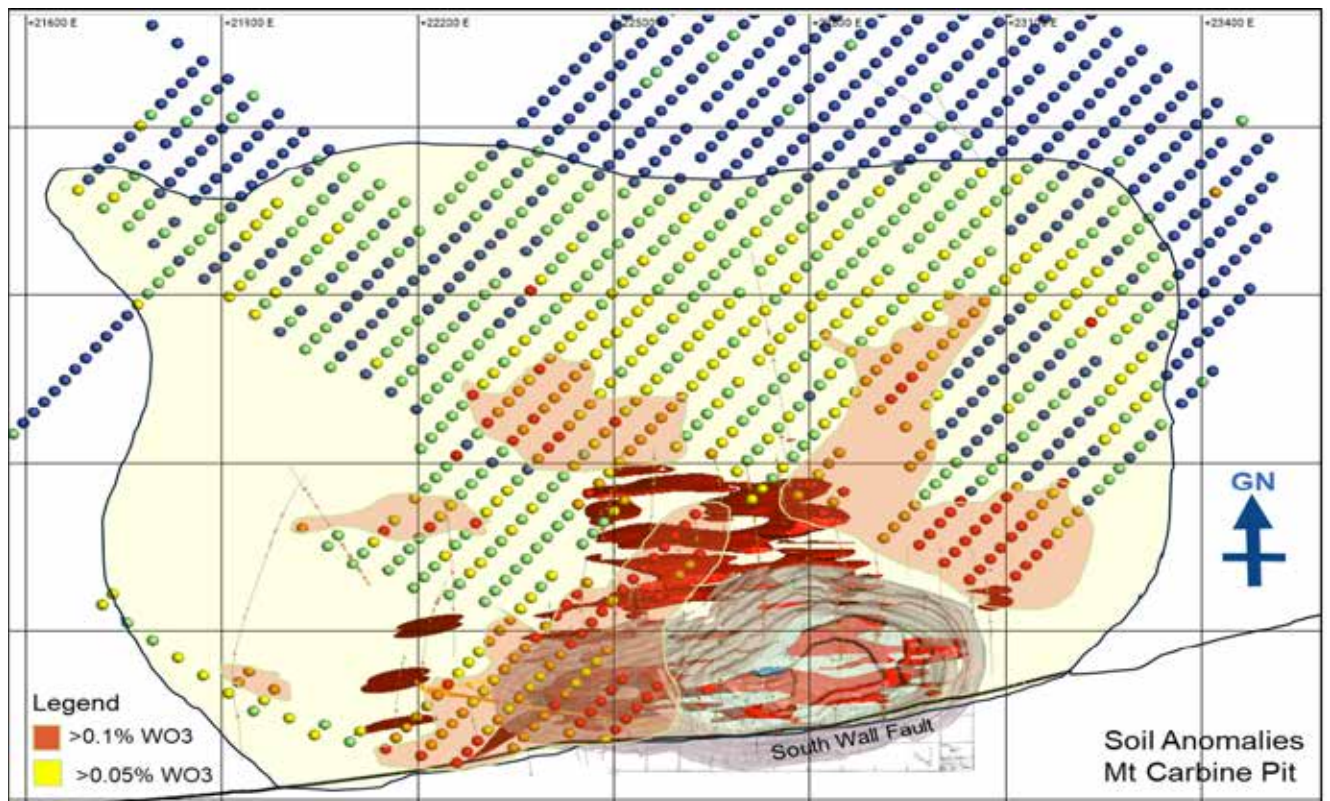 +21600 E
+21900 E
+22200 E
+23400 E
GN
South Wall Fault
Legend
>0.1% WO3
>0.05% WO3
Soil Anomalies
Mt Carbine Pit